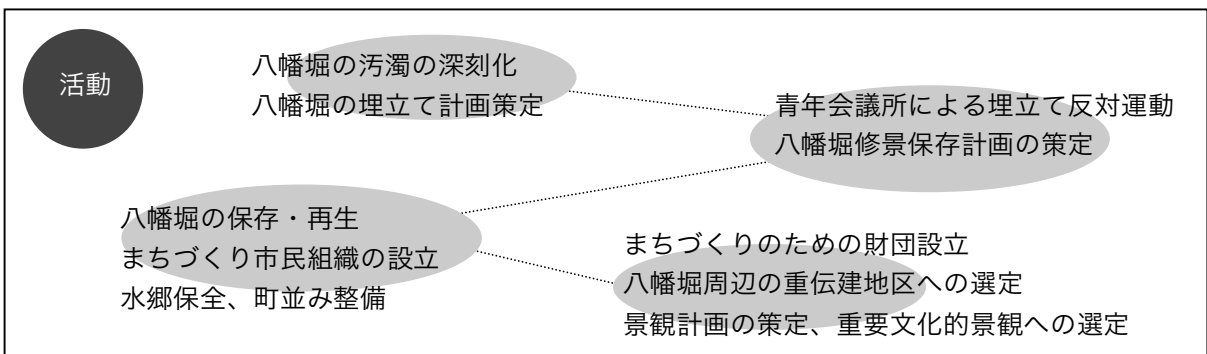 活動
八幡堀の汚濁の深刻化
八幡堀の埋立て計画策定
青年会議所による埋立て反対運動
八幡堀修景保存計画の策定
八幡堀の保存・再生
まちづくり市民組織の設立
水郷保全、町並み整備
まちづくりのための財団設立
八幡堀周辺の重伝建地区への選定
景観計画の策定、重要文化的景観への選定